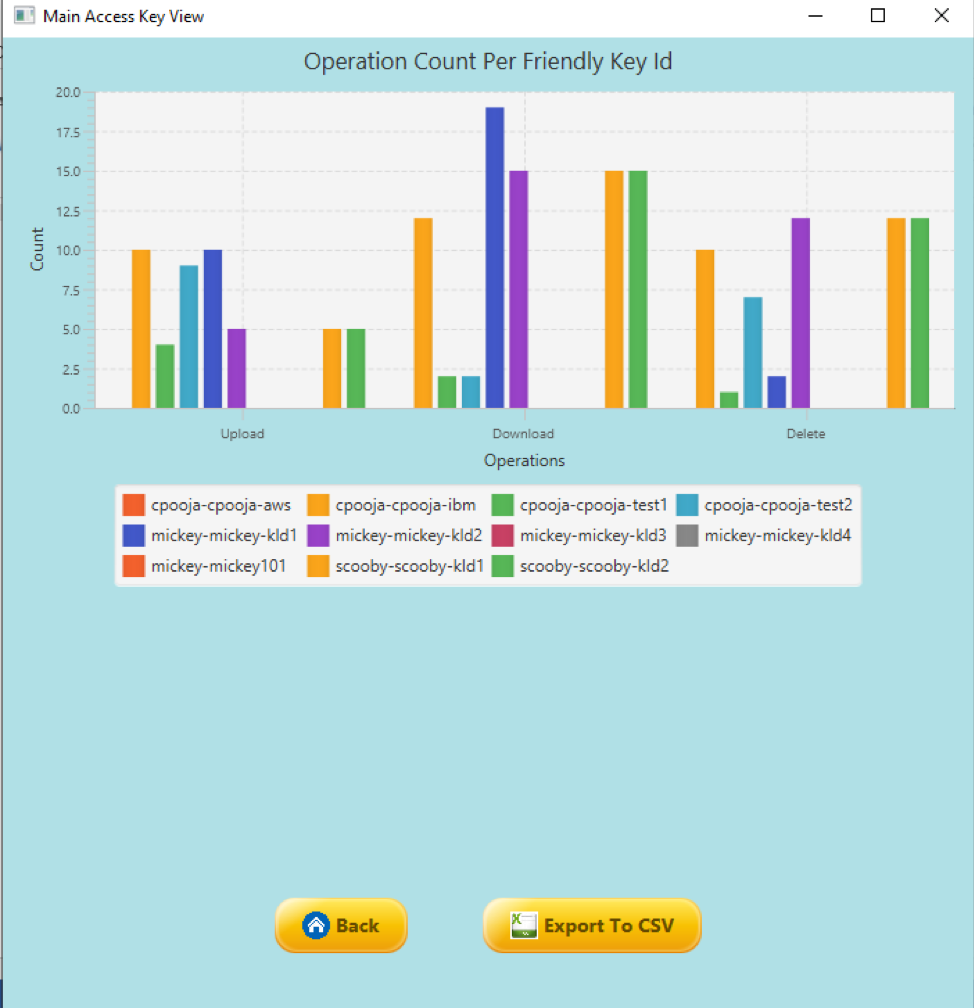 Main Access Key View
Operation Count Per Friendly Key Id
20.0
17.5
15.0
12.5
10.0
7.5
5.0
2.5
0.0
Count
Upload Download Delete
Operations
cpooja-cpooja-aws cpooja-cpooja-ibm cpooja-cpooja-test1 cpooja-cpooja-test2
mickey-mickey-kld1 mickey-mickey-kld2 mickey-mickey-kld3 mickey-mickey-kld4
mickey-mickey101 scooby-scooby-kld1 scooby-scooby-kld2
Back Export To CSV